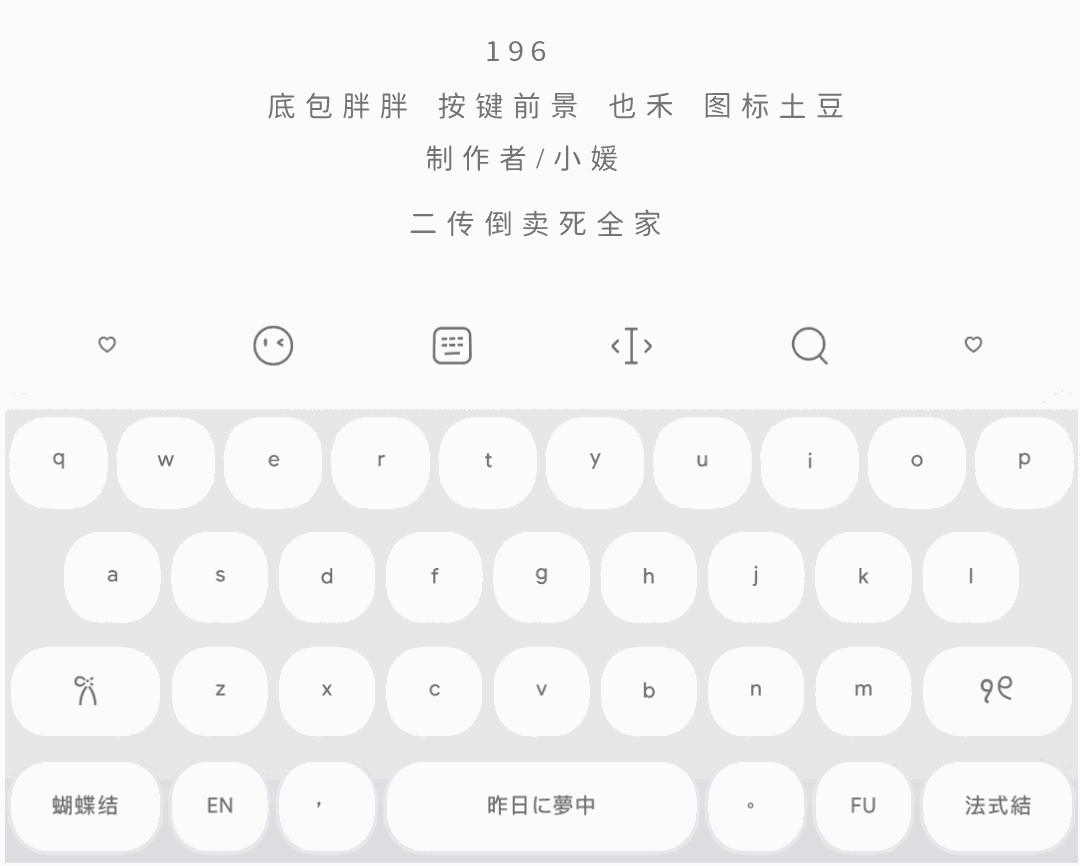 196
底包胖胖 按键前景 也禾 图标土豆
制作者/小媛
二传倒卖死全家
q w e r t y u i o p
a s d f g h j k l
z x c v b n m
蝴蝶结 EN , 昨日に夢中 。 FU 法式結